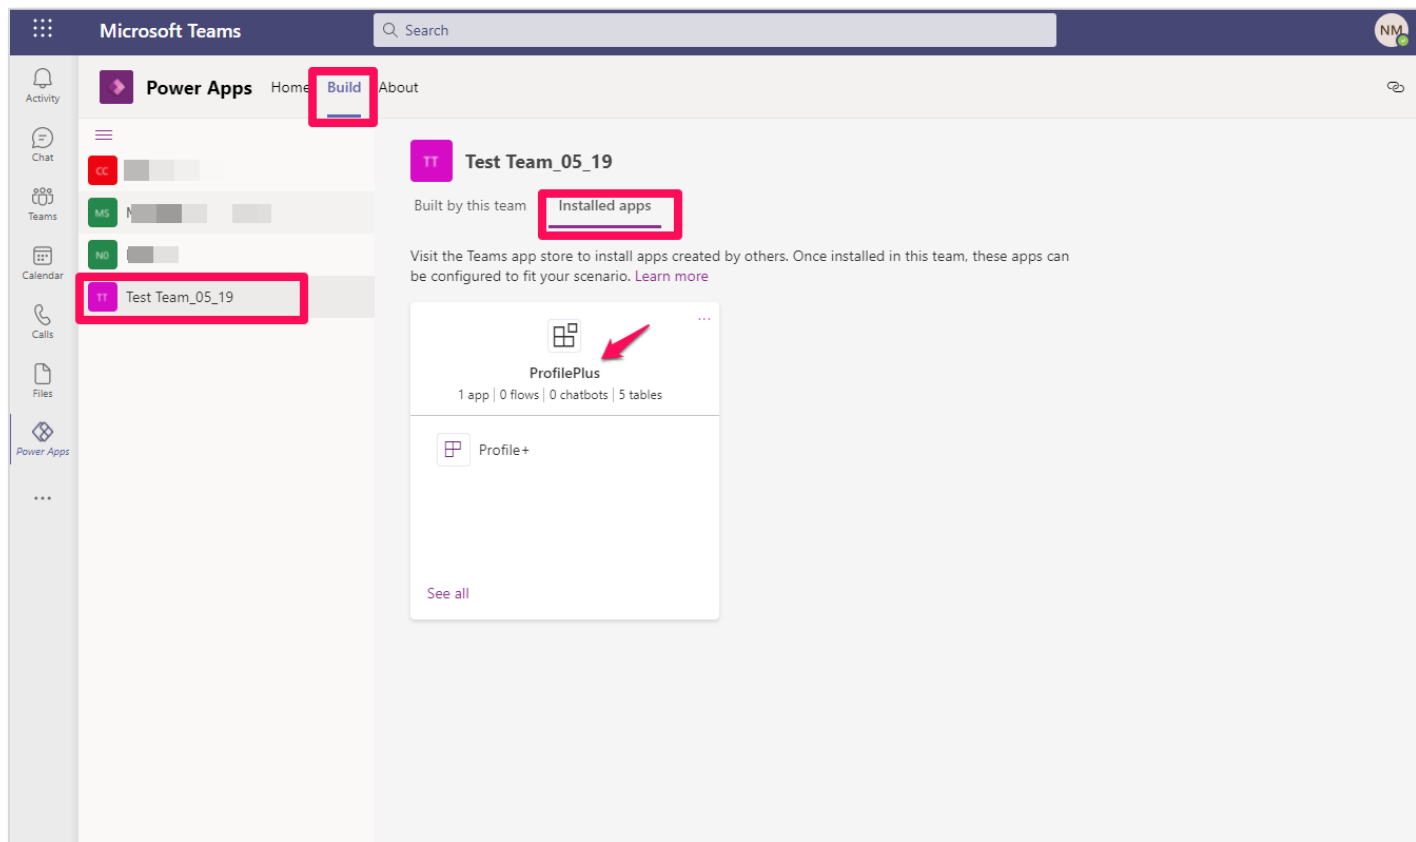 Microsoft Teams
Search
NM
Activity
Chat
Teams
Calendar
Calls
Files
Power Apps
Power Apps Home Build About
CC
MS
N0
TT Test Team_05_19
TT Test Team_05_19
Built by this team Installed apps
Visit the Teams app store to install apps created by others. Once installed in this team, these apps can
be configured to fit your scenario. Learn more
ProfilePlus
1 app | 0 flows | 0 chatbots | 5 tables
Profile+
See all